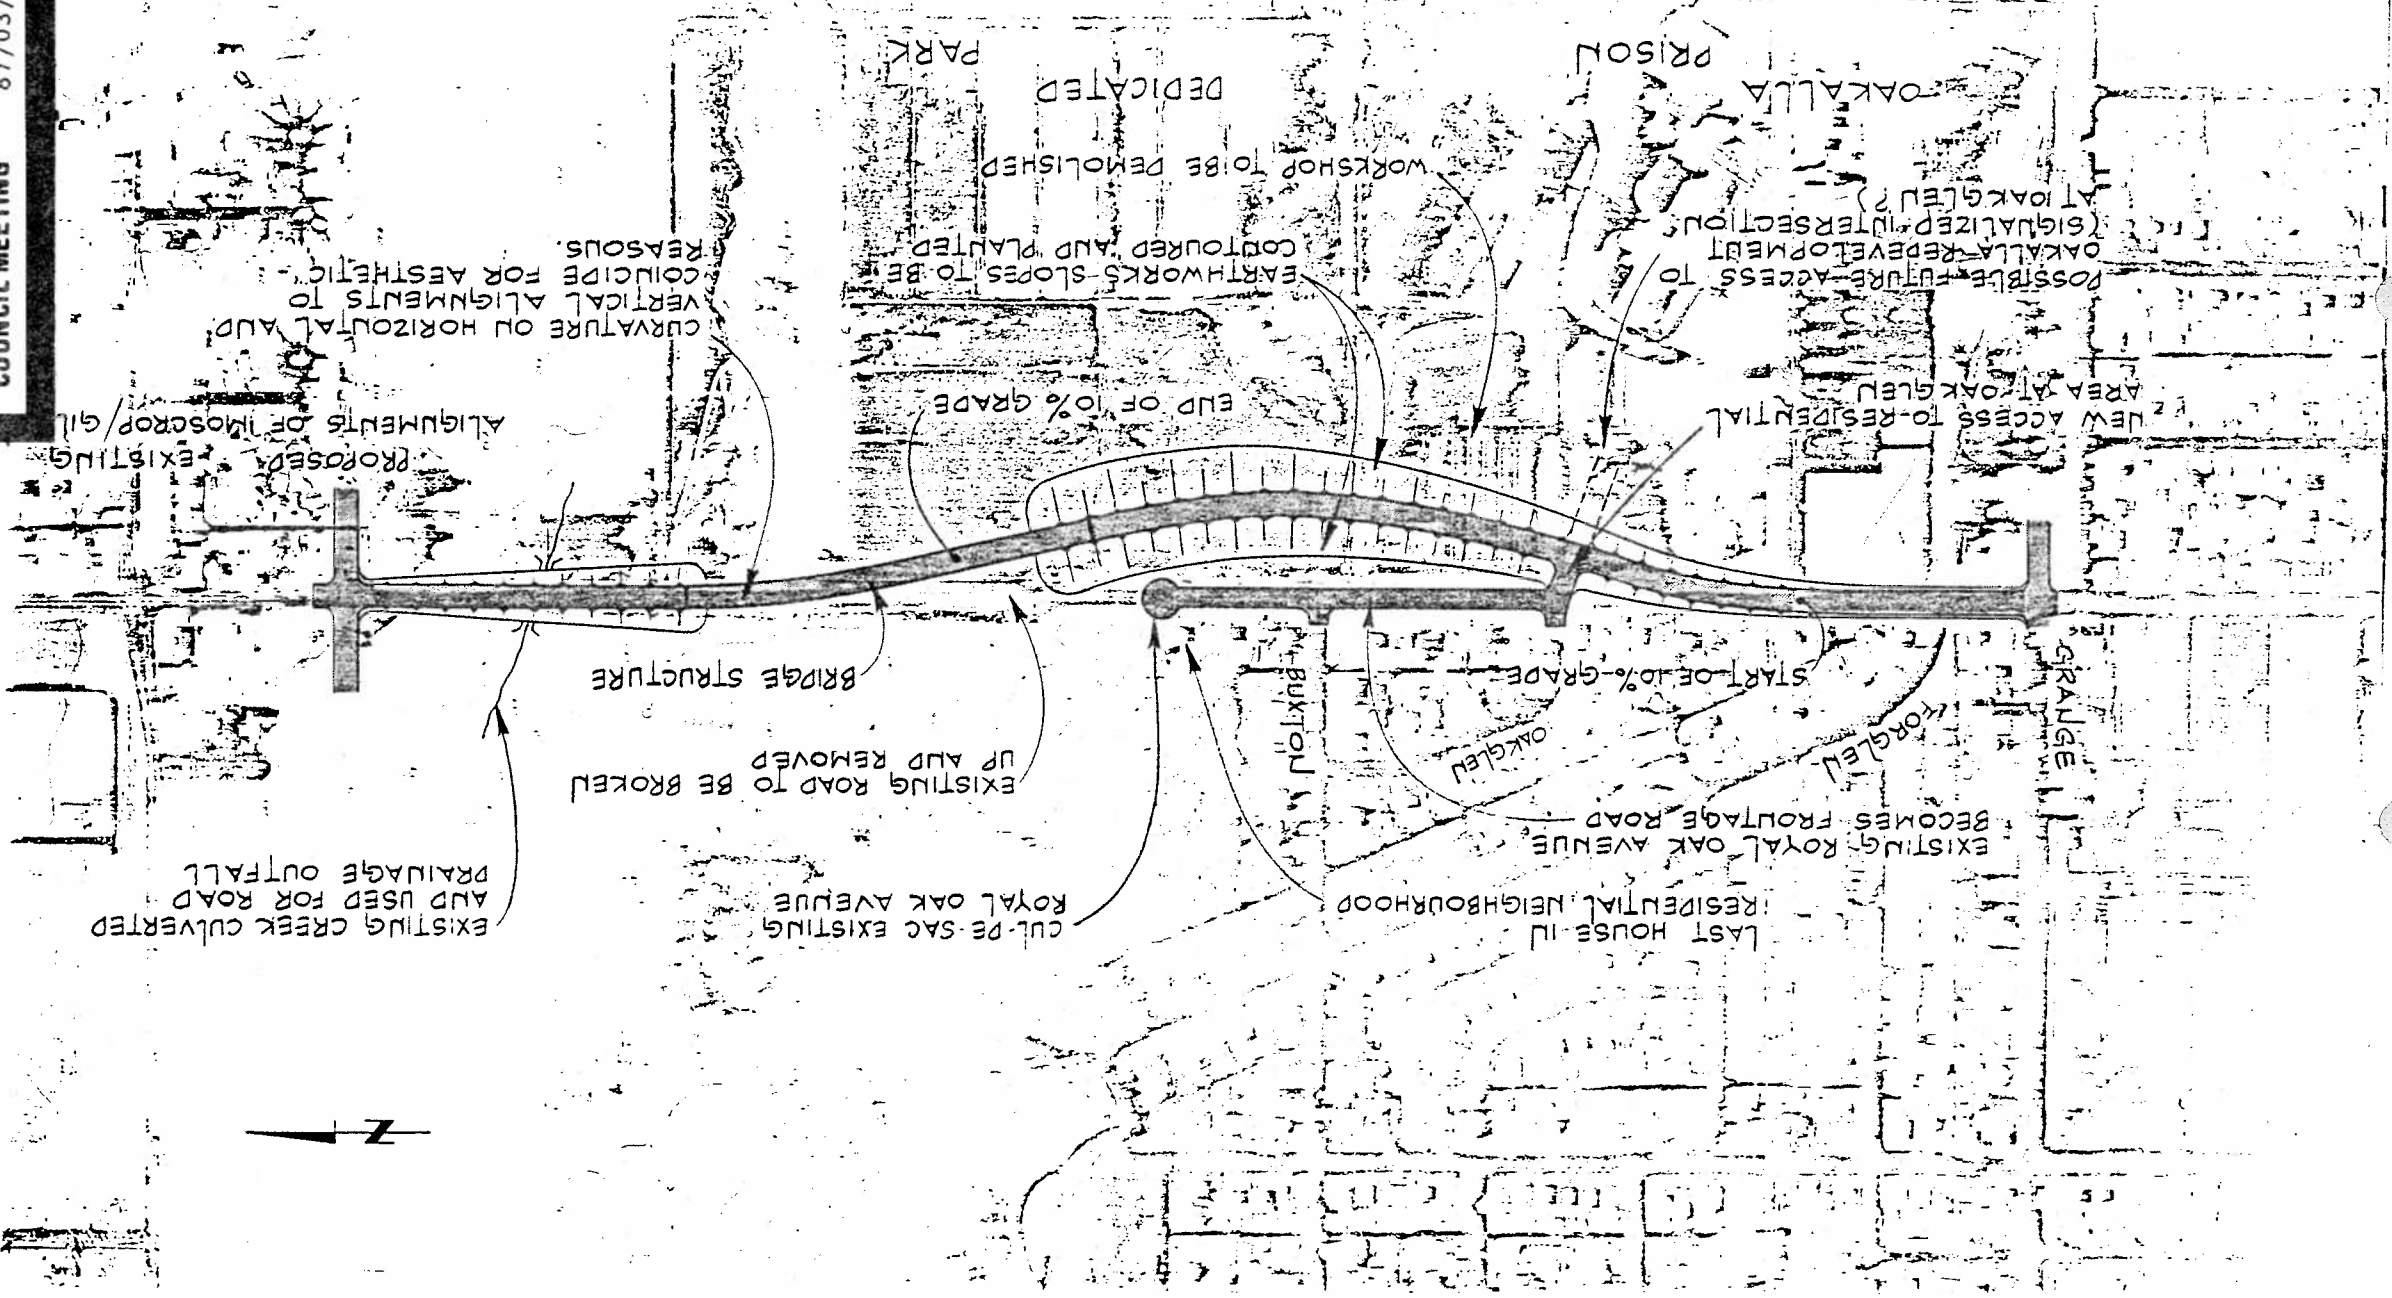 GRANGE
FORGLEN
OAKGLEN
BUXTON
LAST HOUSE IN
RESIDENTIAL NEIGHBOURHOOD
EXISTING ROYAL OAK AVENUE
BECOMES FRONTAGE ROAD
START OF 10% GRADE
CUL-DE-SAC EXISTING
ROYAL OAK AVENUE
EXISTING ROAD TO BE BROKEN
UP AND REMOVED
BRIDGE STRUCTURE
EXISTING CREEK CULVERTED
AND USED FOR ROAD
DRAINAGE OUTFALL
N
NEW ACCESS TO RESIDENTIAL
AREA AT OAKGLEN
POSSIBLE FUTURE ACCESS TO
OAKALLA REDEVELOPMENT
(SIGNALIZED INTERSECTION
AT OAKGLEN?)
OAKALLA
PRISON
END OF 10% GRADE
EARTHWORKS SLOPES TO BE
CONTOURED AND PLANTED
WORKSHOP TO BE DEMOLISHED
DEDICATED
PARK
CURVATURE ON HORIZONTAL AND
VERTICAL ALIGNMENTS TO
COINCIDE FOR AESTHETIC
REASONS.
PROPOSED EXISTING
ALIGNMENTS OF MOSCROP/GIL
COUNCIL MEETING 87/03/